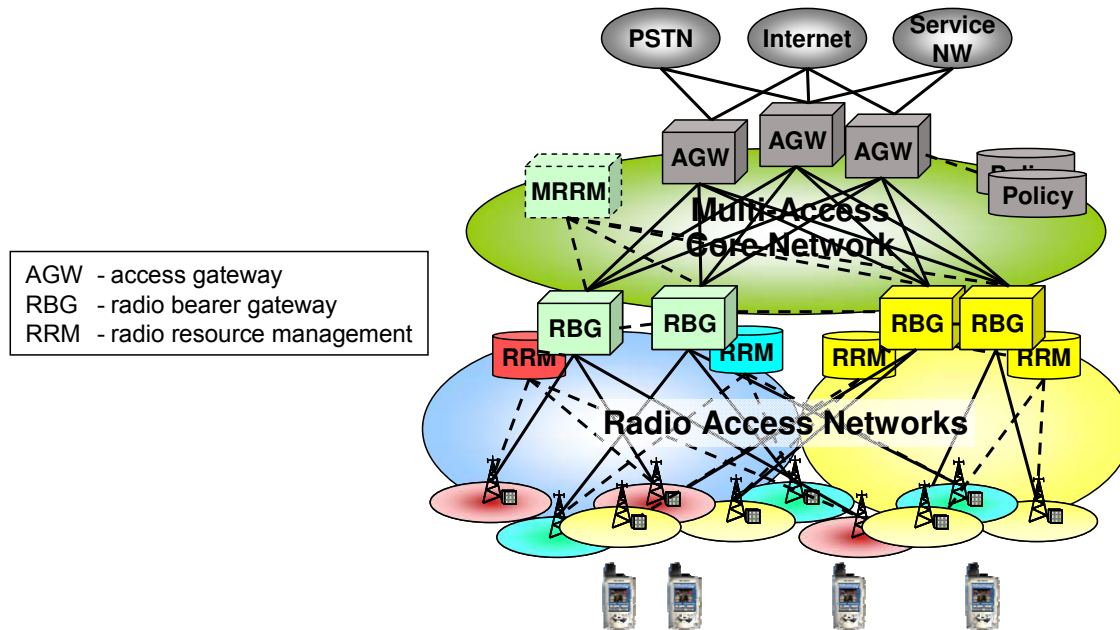 PSTN
Internet
Service
NW
AGW
AGW
AGW
MRRM
Policy
Multi-Access
Core Network
AGW - access gateway
RBG - radio bearer gateway
RRM - radio resource management
RBG
RBG
RBG
RBG
RRM
RRM
RRM
RRM
Radio Access Networks